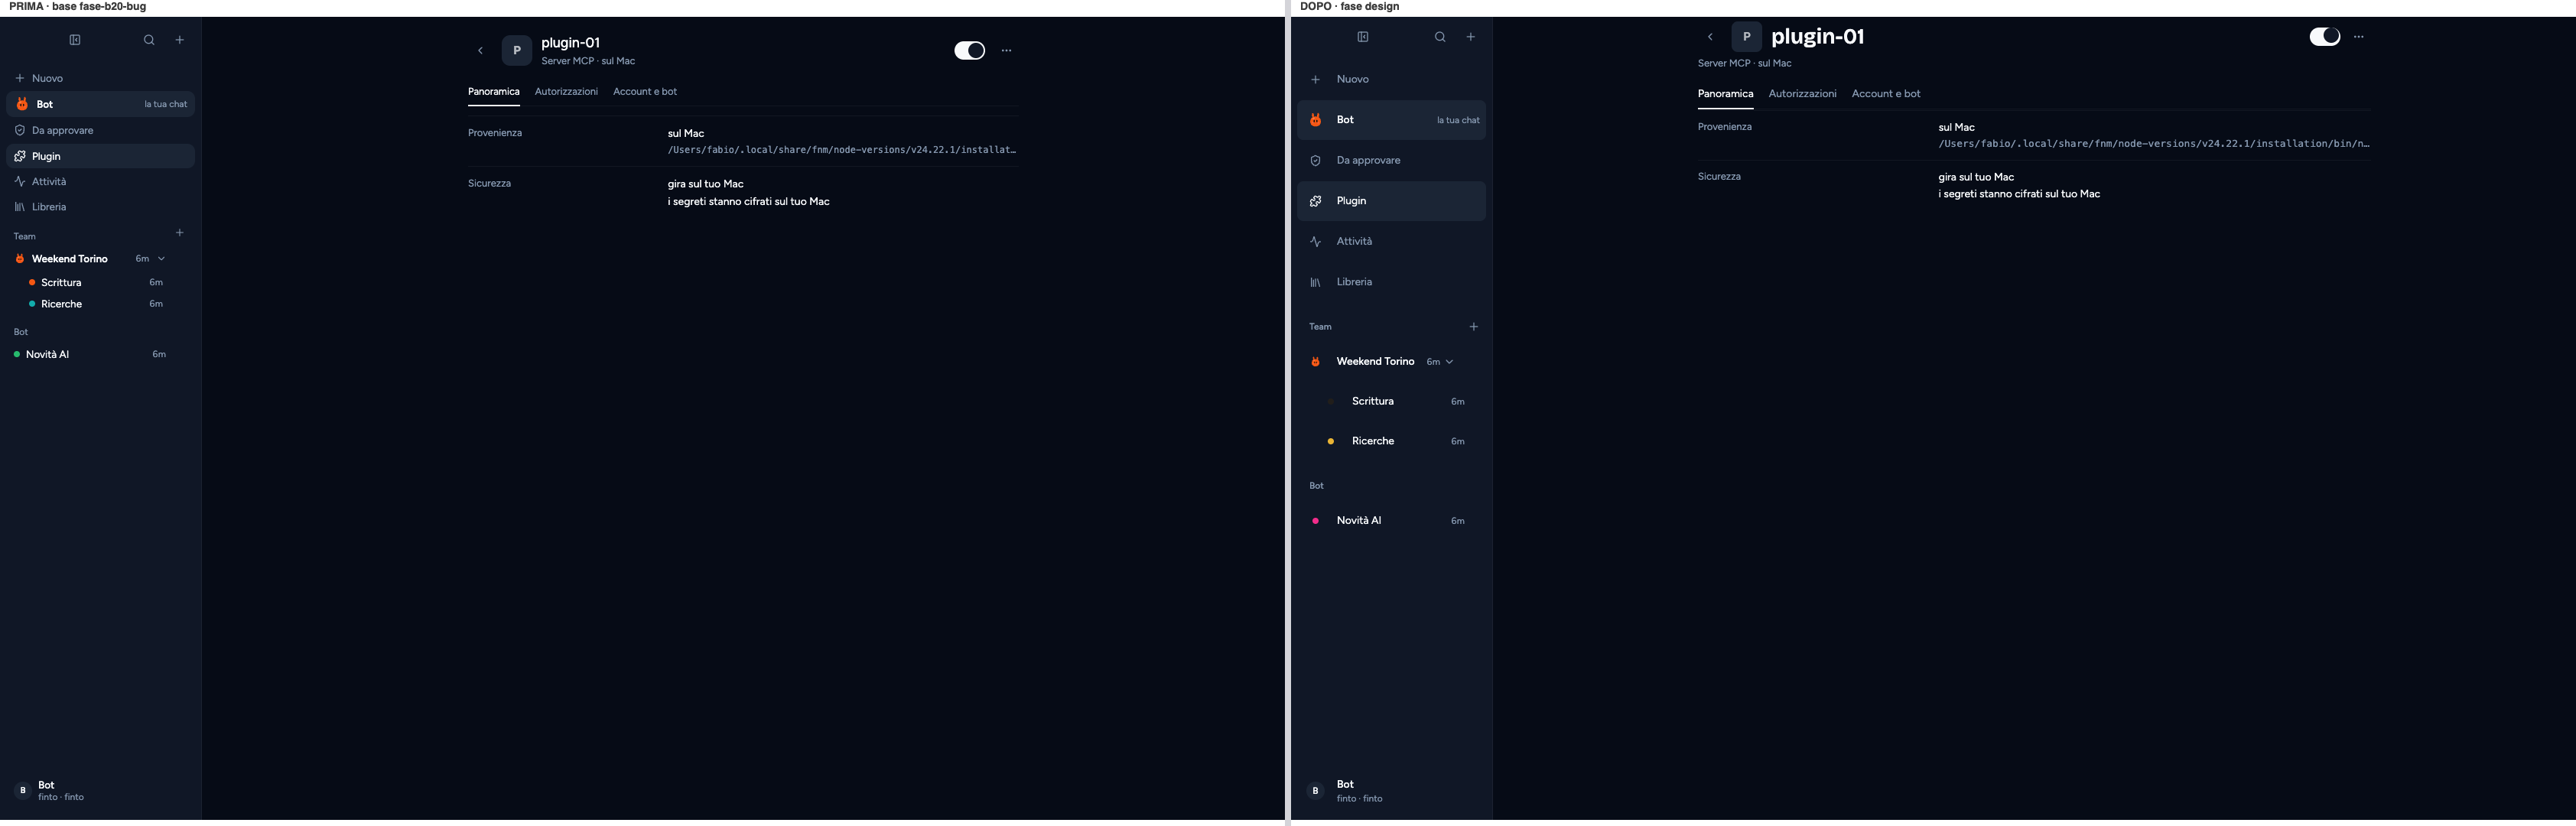 PRIMA · base fase-b20-bug
Nuovo
Bot la tua chat
Da approvare
Plugin
Attività
Libreria
Team
Weekend Torino 6m
Scrittura 6m
Ricerche 6m
Bot
Novità AI 6m
B
Bot
finto · finto
P
plugin-01
Server MCP · sul Mac
Panoramica Autorizzazioni Account e bot
Provenienza sul Mac
/Users/fabio/.local/share/fnm/node-versions/v24.22.1/installat…
Sicurezza gira sul tuo Mac
i segreti stanno cifrati sul tuo Mac
DOPO · fase design
Nuovo
Bot la tua chat
Da approvare
Plugin
Attività
Libreria
Team
Weekend Torino 6m
Scrittura 6m
Ricerche 6m
Bot
Novità AI 6m
B
Bot
finto · finto
P plugin-01
Server MCP · sul Mac
Panoramica Autorizzazioni Account e bot
Provenienza sul Mac
/Users/fabio/.local/share/fnm/node-versions/v24.22.1/installation/bin/n…
Sicurezza gira sul tuo Mac
i segreti stanno cifrati sul tuo Mac